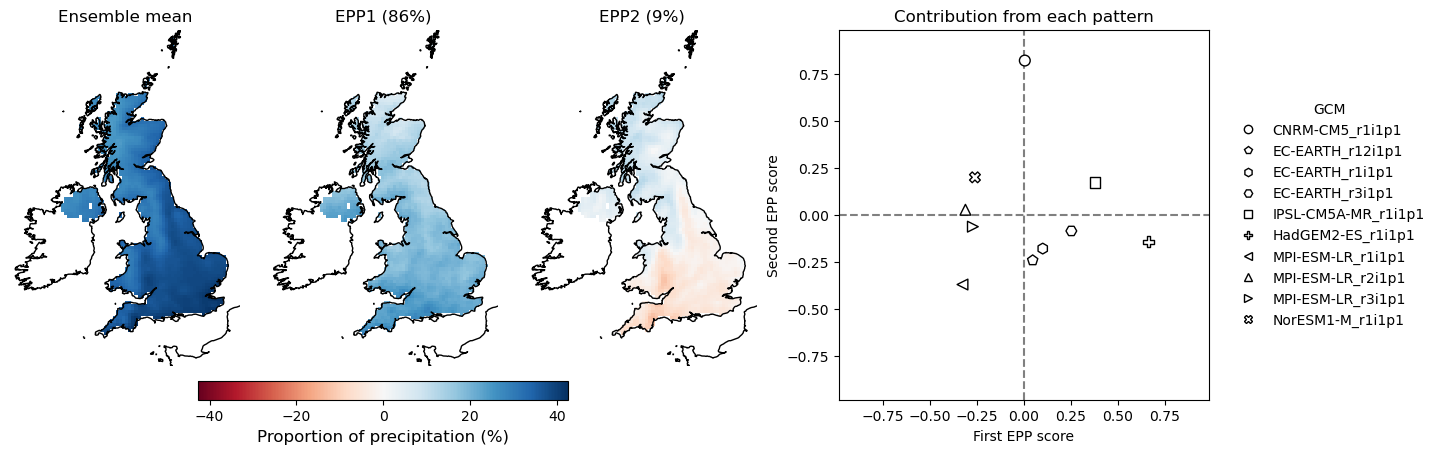 Ensemble mean
EPP1 (86%)
EPP2 (9%)
−40
−20
0
20
40
Proportion of precipitation (%)
Contribution from each pattern
Second EPP score
0.75
0.50
0.25
0.00
−0.25
−0.50
−0.75
−0.75
−0.50
−0.25
0.00
0.25
0.50
0.75
First EPP score
GCM
CNRM-CM5_r1i1p1
EC-EARTH_r12i1p1
EC-EARTH_r1i1p1
EC-EARTH_r3i1p1
IPSL-CM5A-MR_r1i1p1
HadGEM2-ES_r1i1p1
MPI-ESM-LR_r1i1p1
MPI-ESM-LR_r2i1p1
MPI-ESM-LR_r3i1p1
NorESM1-M_r1i1p1